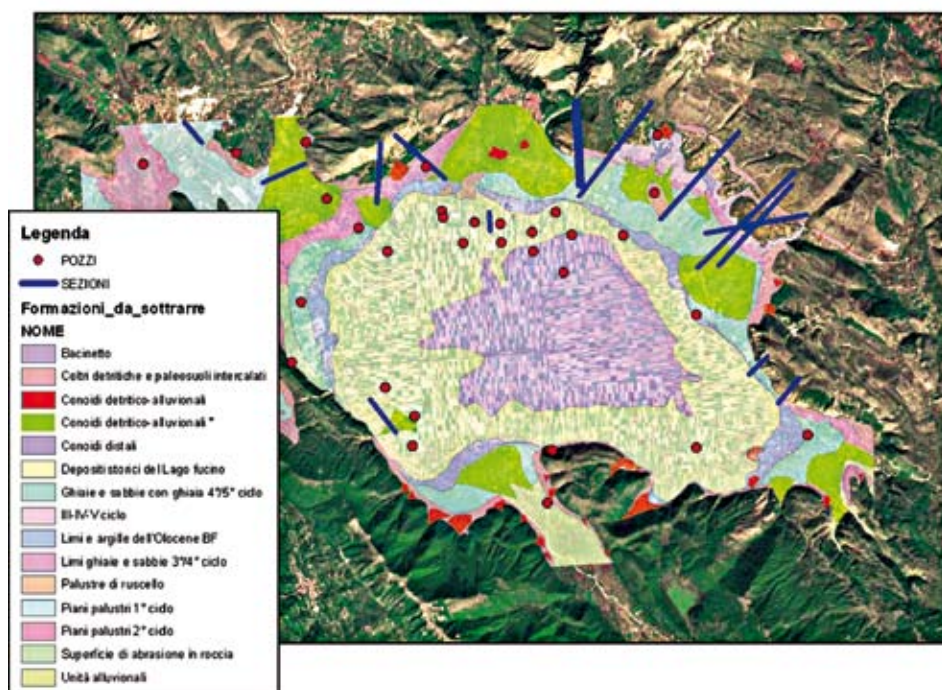 Legenda
POZZI
SEZIONI
Formazioni_da_sottrarre
NOME
Bacinetto
Coltri detritiche e paleosuoli intercalati
Conoidi detritico-alluvionali
Conoidi detritico-alluvionali *
Conoidi distali
Depositi storici del Lago fucino
Ghiaie e sabbie con ghiaia 4°/5° ciclo
III-IV-V ciclo
Limi e argille dell'Olocene BF
Limi ghiaie e sabbie 3°/4° ciclo
Palustre di ruscello
Piani palustri 1° ciclo
Piani palustri 2° ciclo
Superficie di abrasione in roccia
Unità alluvionali